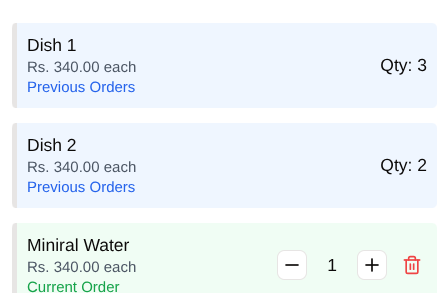 Dish 1
Rs. 340.00 each
Previous Orders
Qty: 3
Dish 2
Rs. 340.00 each
Previous Orders
Qty: 2
Miniral Water
Rs. 340.00 each
Current Order
1